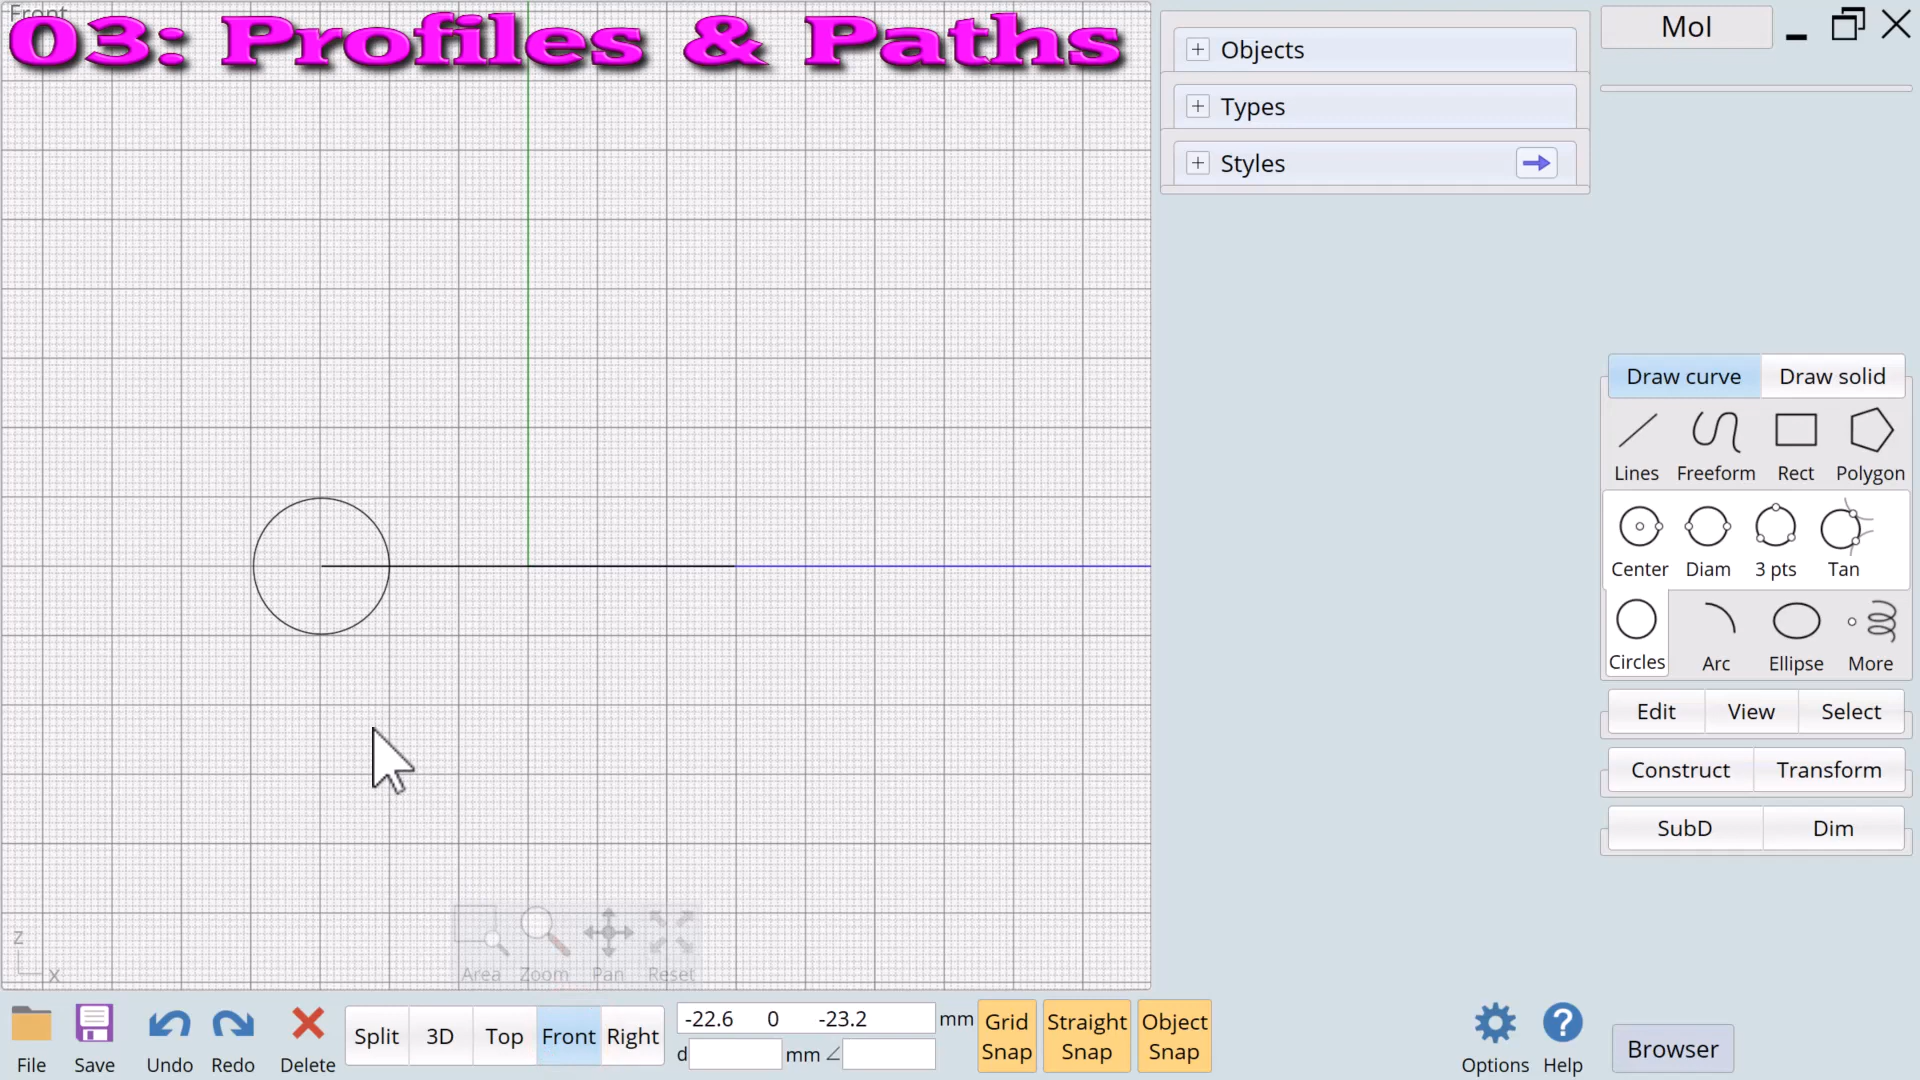 Front
03: Profiles & Paths
Objects
Types
Styles
MoI
Draw curve Draw solid
Lines Freeform Rect Polygon
Center Diam 3 pts Tan
Circles Arc Ellipse More
Edit View Select
Construct Transform
SubD Dim
z
x
Area Zoom Pan Reset
File Save Undo Redo Delete
Split 3D Top Front Right
-22.6 0 -23.2 mm
d mm
Grid Snap
Straight Snap
Object Snap
Options Help
Browser